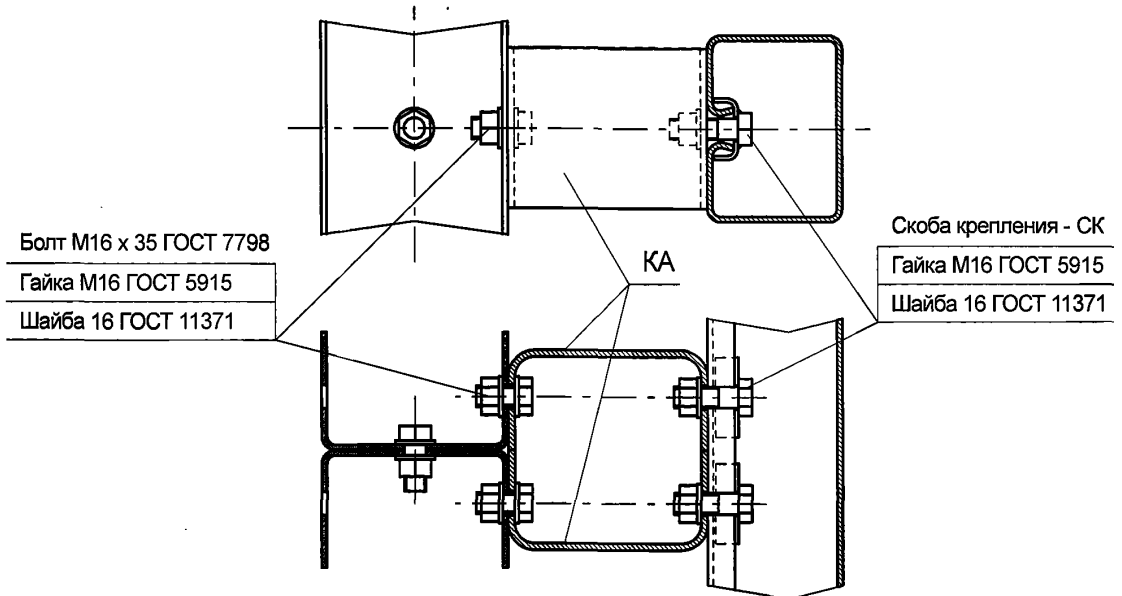 Болт М16 х 35 ГОСТ 7798
Гайка М16 ГОСТ 5915
Шайба 16 ГОСТ 11371
КА
Скоба крепления - СК
Гайка М16 ГОСТ 5915
Шайба 16 ГОСТ 11371